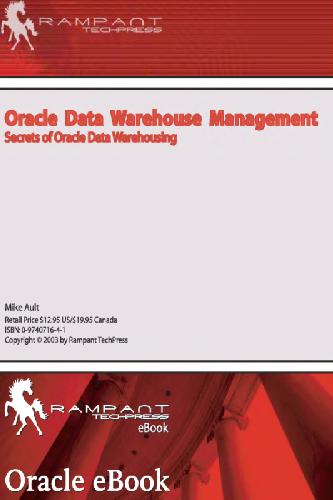 RAMPANT
TECHPRESS
Oracle Data Warehouse Management
Secrets of Oracle Data Warehousing
Mike Ault
Retail Price $12.95 US/$19.95 Canada
ISBN: 0-9740716-4-1
Copyright © 2003 by Rampant TechPress
RAMPANT
TECHPRESS
eBook
Oracle eBook